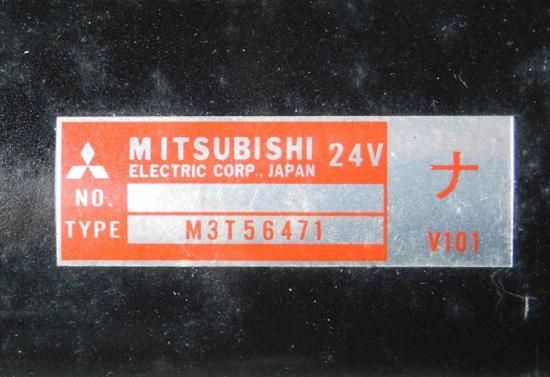 MITSUBISHI 24V
ELECTRIC CORP., JAPAN
NO.
TYPE M3T56471
ナ
V101